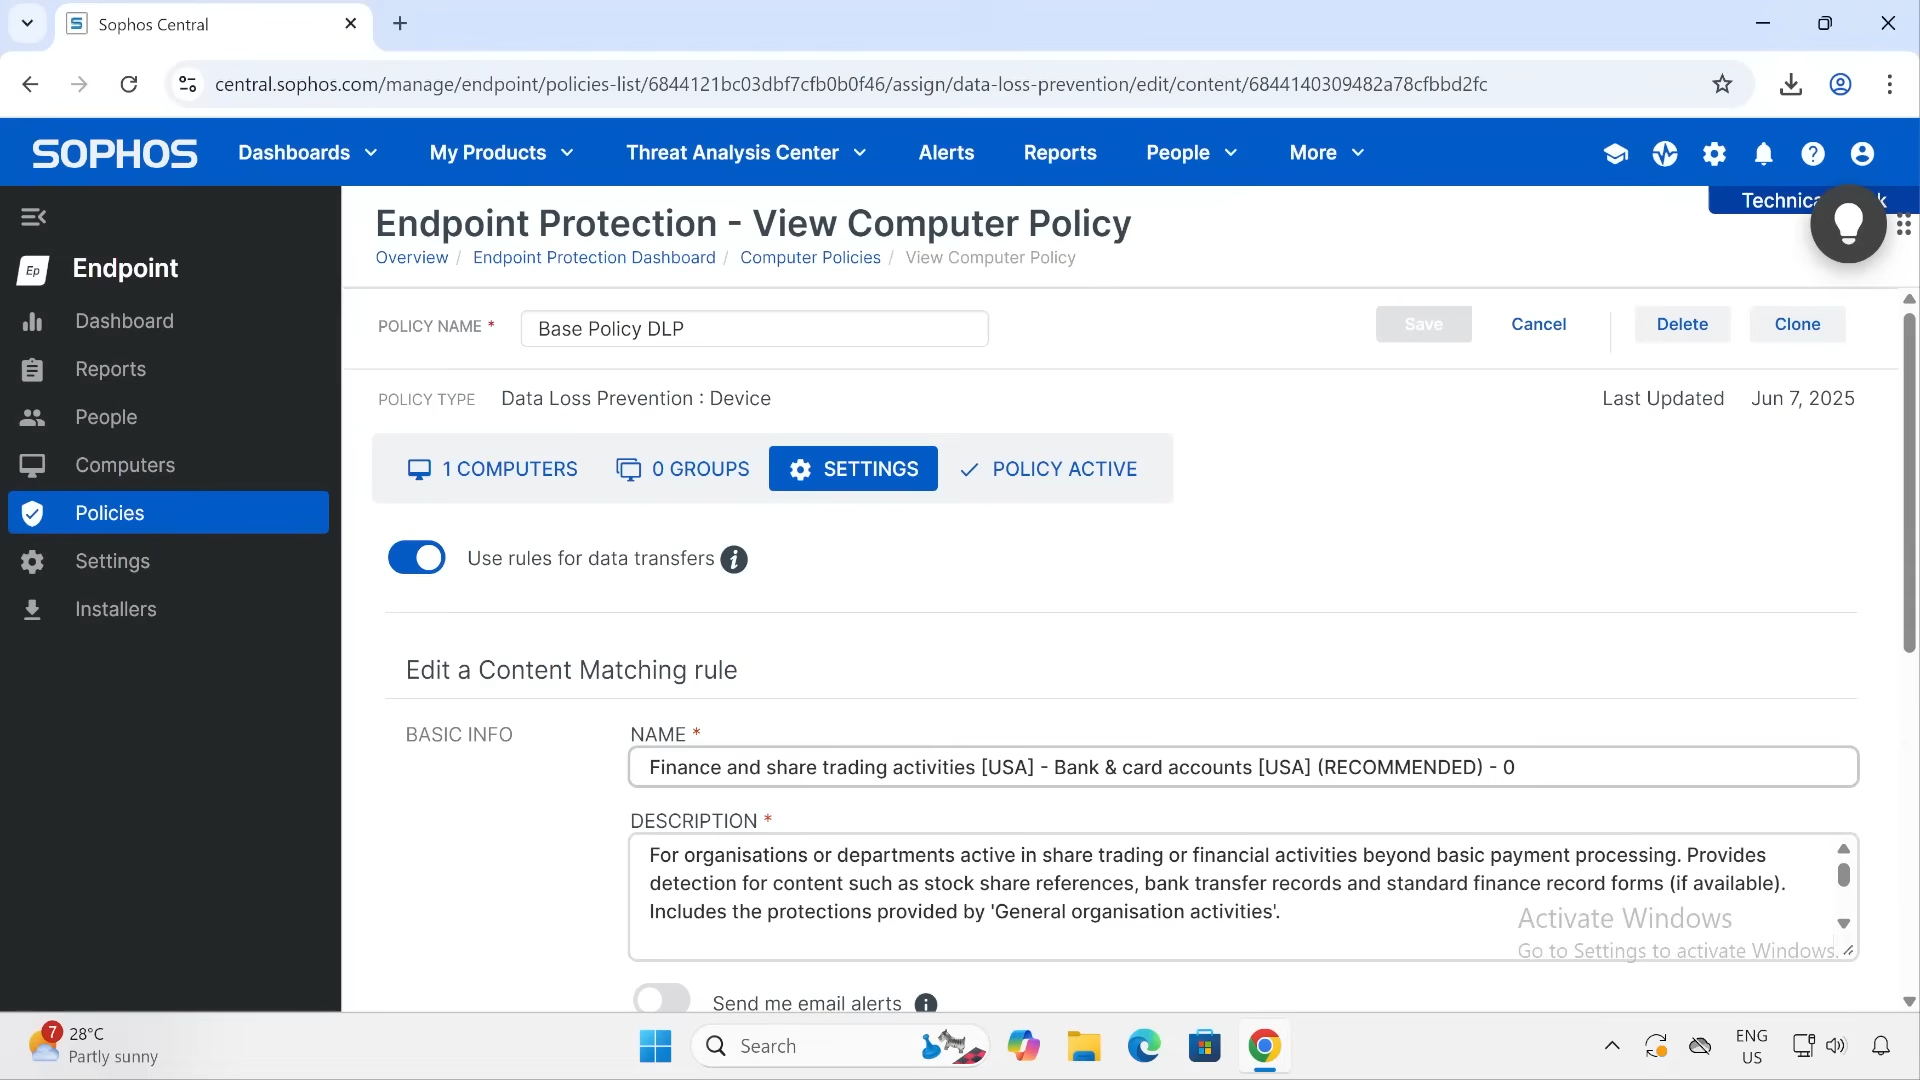 Sophos Central
central.sophos.com/manage/endpoint/policies-list/6844121bc03dbf7cfb0b0f46/assign/data-loss-prevention/edit/content/6844140309482a78cfbbd2fc
SOPHOS Dashboards My Products Threat Analysis Center Alerts Reports People More
Endpoint Protection - View Computer Policy
Overview / Endpoint Protection Dashboard / Computer Policies / View Computer Policy
Ep Endpoint
Dashboard
Reports
People
Computers
Policies
Settings
Installers
POLICY NAME * Base Policy DLP Save Cancel Delete Clone
POLICY TYPE Data Loss Prevention : Device Last Updated Jun 7, 2025
1 COMPUTERS 0 GROUPS SETTINGS POLICY ACTIVE
Use rules for data transfers
Edit a Content Matching rule
BASIC INFO NAME *
Finance and share trading activities [USA] - Bank & card accounts [USA] (RECOMMENDED) - 0
DESCRIPTION *
For organisations or departments active in share trading or financial activities beyond basic payment processing. Provides
detection for content such as stock share references, bank transfer records and standard finance record forms (if available).
Includes the protections provided by 'General organisation activities'.
Activate Windows
Go to Settings to activate Windows.
Send me email alerts
7 28°C
Partly sunny
Search
ENG
US